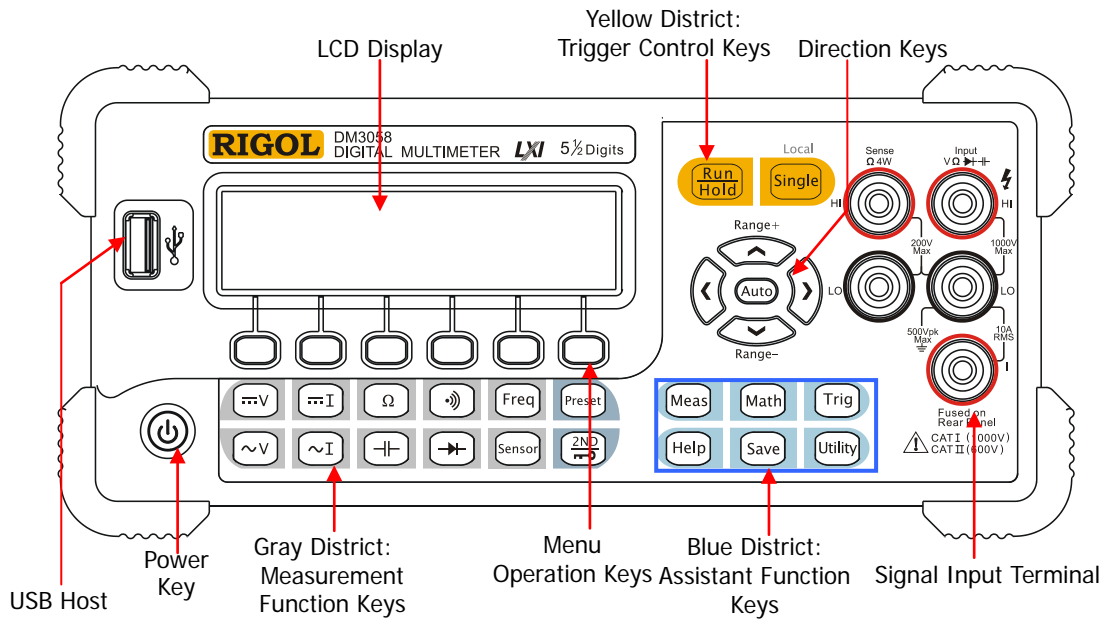 Yellow District:
Trigger Control Keys
LCD Display
Direction Keys
RIGOL
DM3058
DIGITAL MULTIMETER
LXI
5½Digits
Local
Run
Hold
Single
Sense
Ω 4W
Input
VΩ
HI
HI
Range+
200V
Max
1000V
Max
Auto
LO
LO
Range-
500Vpk
Max
10A
RMS
I
⎓V
⎓I
Ω
Freq
Preset
Meas
Math
Trig
Fused on
Rear Panel
CAT I (1000V)
CAT II (600V)
~V
~I
Sensor
2ND
Help
Save
Utility
Power
Key
Gray District:
Measurement
Function Keys
Menu
Operation Keys
Blue District:
Assistant Function
Keys
Signal Input Terminal
USB Host